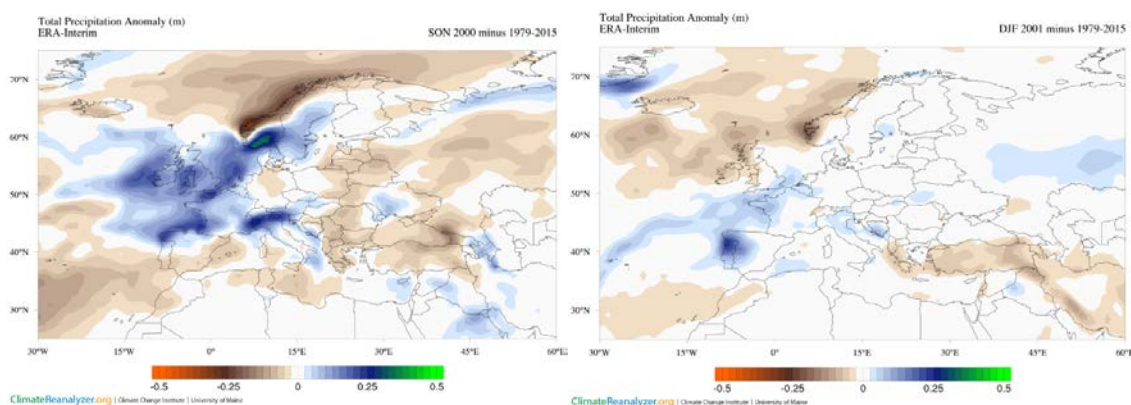 Total Precipitation Anomaly (m)
ERA-Interim
SON 2000 minus 1979-2015
70°N
60°N
50°N
40°N
30°N
30°W
15°W
0°
15°E
30°E
45°E
60°E
-0.5
-0.25
0
0.25
0.5
ClimateReanalyzer.org | Climate Change Institute | University of Maine
Total Precipitation Anomaly (m)
ERA-Interim
DJF 2001 minus 1979-2015
70°N
60°N
50°N
40°N
30°N
30°W
15°W
0°
15°E
30°E
45°E
60°E
-0.5
-0.25
0
0.25
0.5
ClimateReanalyzer.org | Climate Change Institute | University of Maine